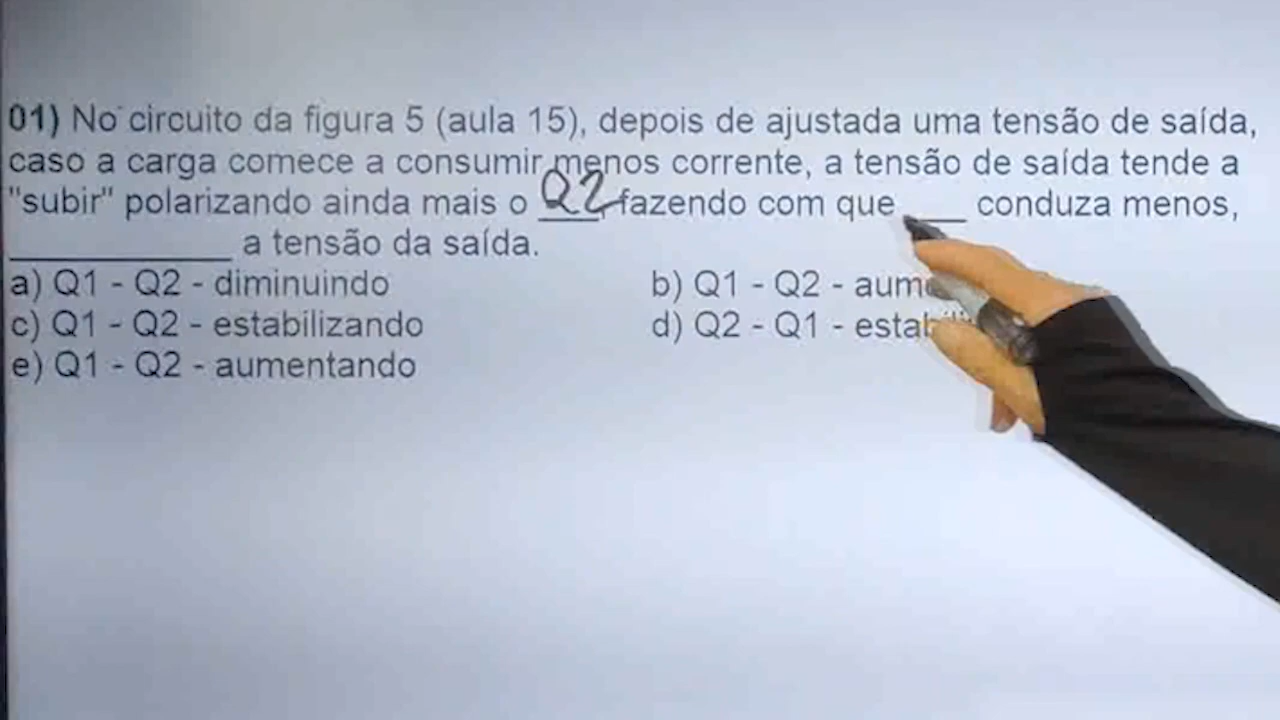 01) No circuito da figura 5 (aula 15), depois de ajustada uma tensão de saída,
caso a carga comece a consumir menos corrente, a tensão de saída tende a
"subir" polarizando ainda mais o Q2, fazendo com que ___ conduza menos,
___________ a tensão da saída.
a) Q1 - Q2 - diminuindo
b) Q1 - Q2 -
c) Q1 - Q2 - estabilizando
d) Q2 - Q1 -
e) Q1 - Q2 - aumentando